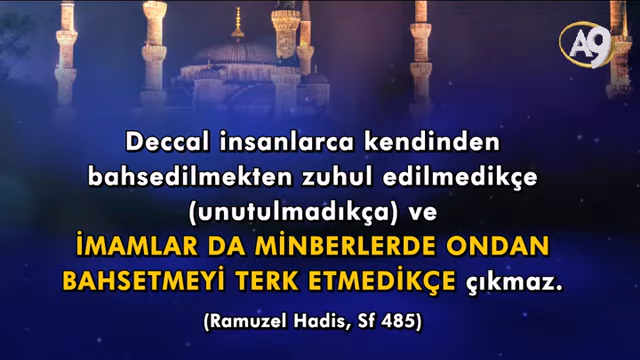 A9
Deccal insanlarca kendinden
bahsedilmekten zuhul edilmedikçe
(unutulmadıkça) ve
İMAMLAR DA MİNBERLERDE ONDAN
BAHSETMEYİ TERK ETMEDİKÇE çıkmaz.
(Ramuzel Hadis, Sf 485)